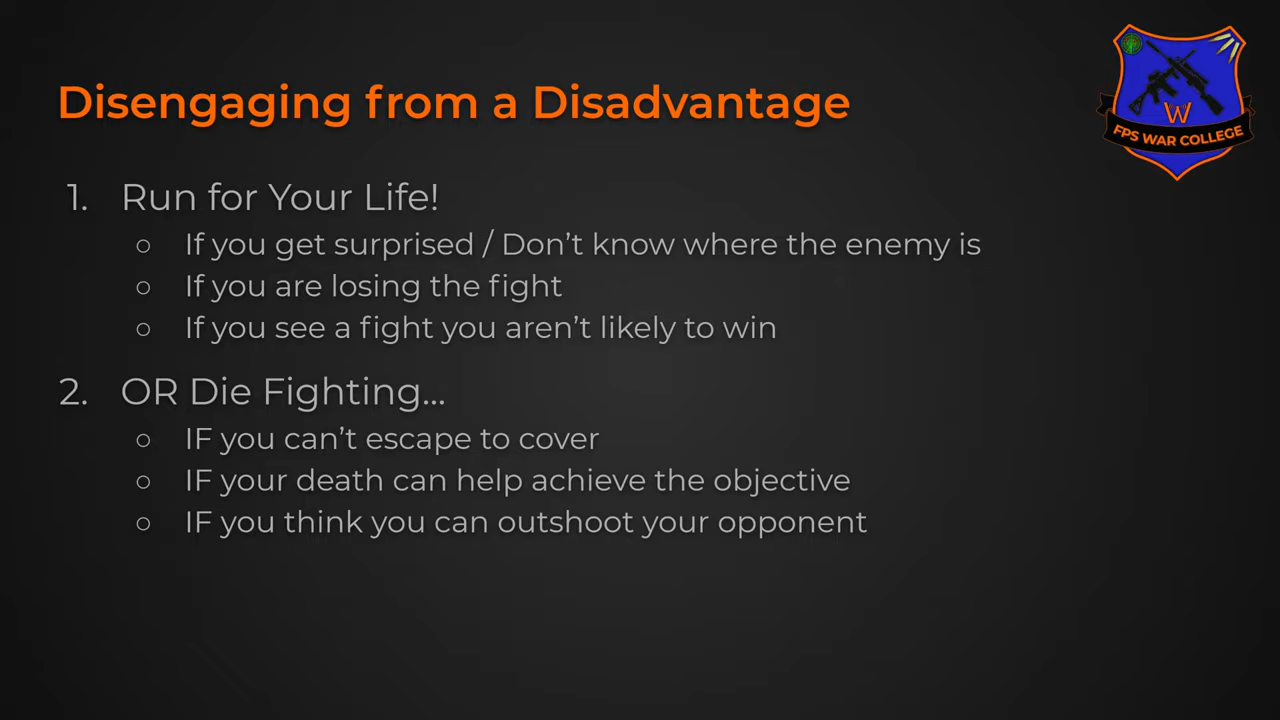 Disengaging from a Disadvantage
W
FPS WAR COLLEGE
1. Run for Your Life!
○ If you get surprised / Don't know where the enemy is
○ If you are losing the fight
○ If you see a fight you aren't likely to win
2. OR Die Fighting...
○ IF you can't escape to cover
○ IF your death can help achieve the objective
○ IF you think you can outshoot your opponent